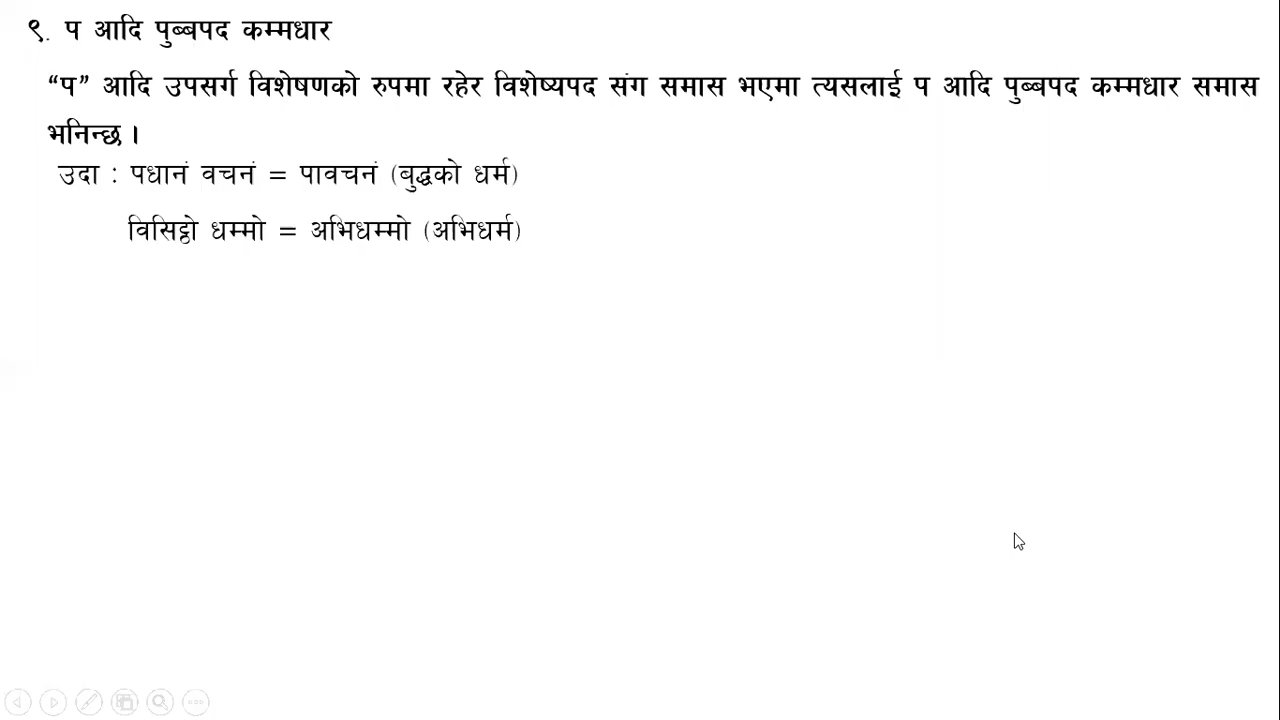 ९. प आदि पुब्बपद कम्मधार
“प” आदि उपसर्ग विशेषणको रुपमा रहेर विशेष्यपद संग समास भएमा त्यसलाई प आदि पुब्बपद कम्मधार समास
भनिन्छ ।
उदा : पधानं वचनं = पावचनं (बुद्धको धर्म)
विसिट्ठो धम्मो = अभिधम्मो (अभिधर्म)